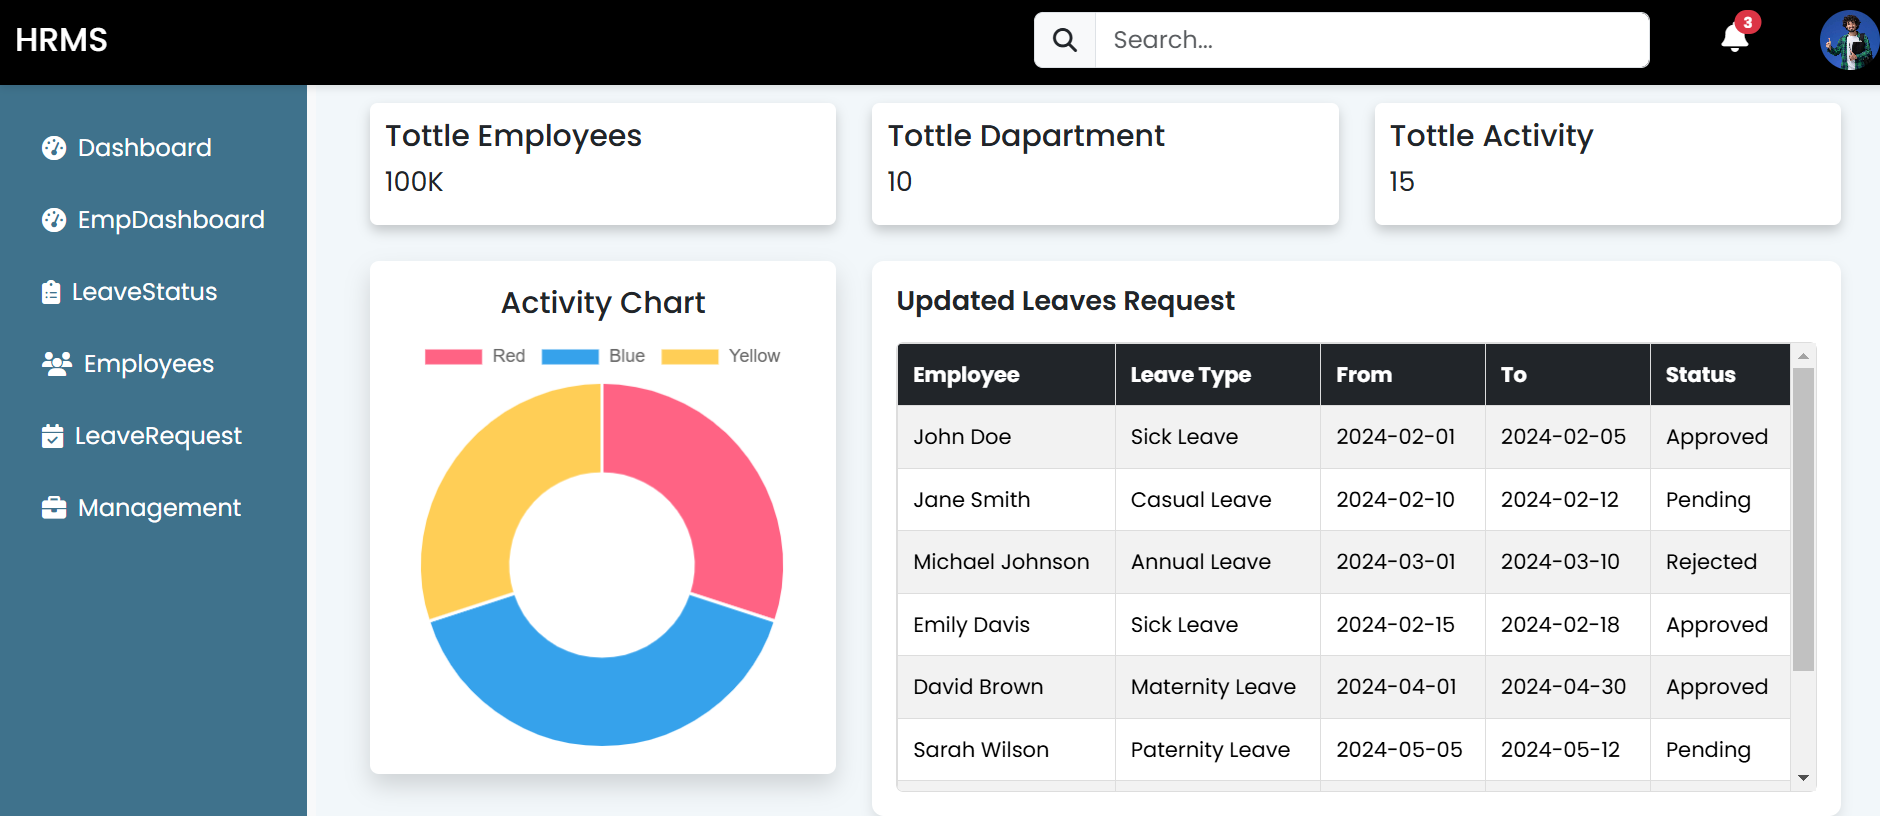 HRMS
Search...
3
Dashboard
EmpDashboard
LeaveStatus
Employees
LeaveRequest
Management
Tottle Employees
100K
Tottle Dapartment
10
Tottle Activity
15
Activity Chart
Red Blue Yellow
Updated Leaves Request
Employee Leave Type From To Status
John Doe Sick Leave 2024-02-01 2024-02-05 Approved
Jane Smith Casual Leave 2024-02-10 2024-02-12 Pending
Michael Johnson Annual Leave 2024-03-01 2024-03-10 Rejected
Emily Davis Sick Leave 2024-02-15 2024-02-18 Approved
David Brown Maternity Leave 2024-04-01 2024-04-30 Approved
Sarah Wilson Paternity Leave 2024-05-05 2024-05-12 Pending